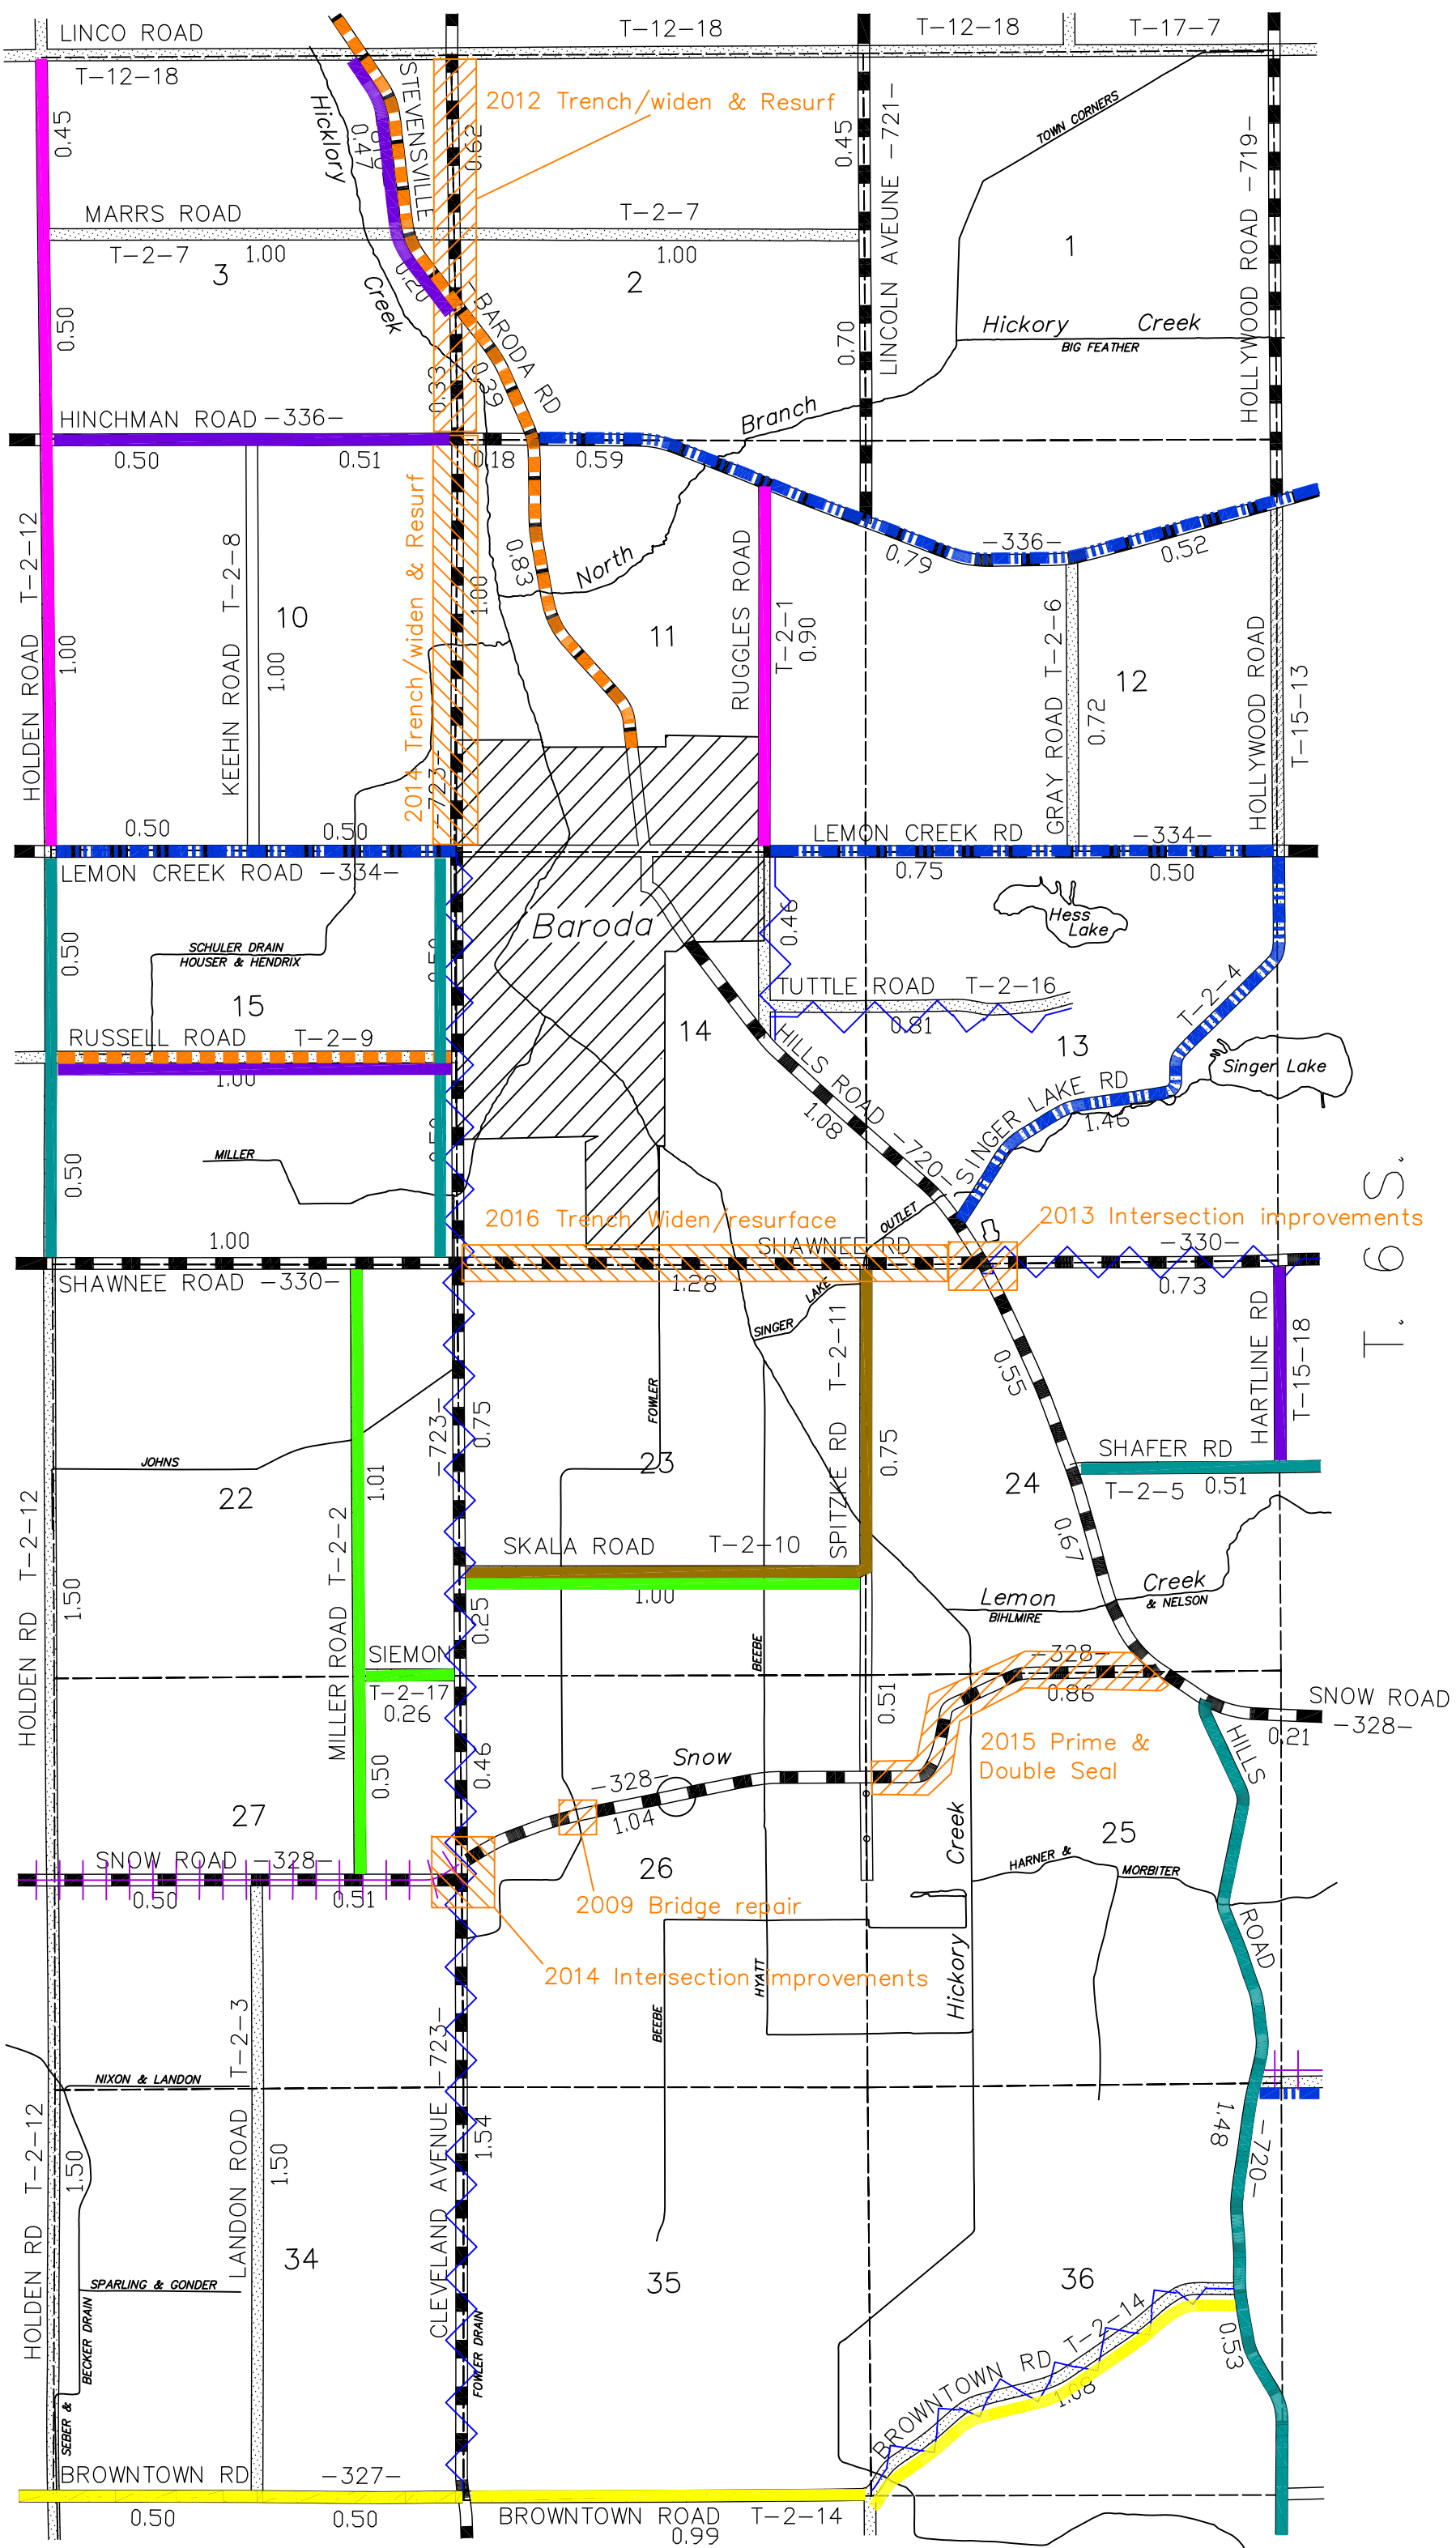 LINCO ROAD
T-12-18
T-12-18
T-17-7
T-12-18
STEVENSVILLE
2012 Trench/widen & Resurf
0.45
Hicklory
0.47
0.62
0.45
LINCOLN AVEUNE -721-
TOWN CORNERS
HOLLYWOOD ROAD -719-
MARRS ROAD
T-2-7
T-2-7
1.00
1.00
3
2
1
0.20
Creek
BARODA RD
0.50
0.70
Hickory Creek
BIG FEATHER
0.39
HINCHMAN ROAD -336-
Branch
0.50
0.51
0.18
0.59
2014 Trench/widen & Resurf
HOLDEN ROAD T-2-12
KEEHN ROAD T-2-8
0.83
North
RUGGLES ROAD
-336-
0.79
0.52
1.00
1.00
1.00
10
11
T-2-1
0.90
GRAY ROAD T-2-6
0.72
12
HOLLYWOOD ROAD
T-15-13
-723-
0.50
0.50
LEMON CREEK RD
-334-
LEMON CREEK ROAD -334-
0.75
0.50
Baroda
0.46
Hess
Lake
0.50
SCHULER DRAIN
HOUSER & HENDRIX
15
TUTTLE ROAD T-2-16
0.81
T-2-4
14
13
RUSSELL ROAD T-2-9
1.00
HILLS ROAD -720-
1.08
SINGER LAKE RD
1.46
Singer Lake
0.50
MILLER
T. 6 S.
OUTLET
2016 Trench Widen/resurface
2013 Intersection improvements
1.00
SHAWNEE RD
-330-
SHAWNEE ROAD -330-
1.28
0.73
LAKE
SINGER
T-2-11
HARTLINE RD
T-15-18
0.55
-723-
0.75
FOWLER
SPITZKE RD
0.75
JOHNS
22
1.01
23
24
SHAFER RD
T-2-5
0.51
HOLDEN RD T-2-12
MILLER ROAD T-2-2
SKALA ROAD
T-2-10
0.67
1.50
1.00
0.25
Lemon Creek
BIHLMIRE
& NELSON
BEEBE
SIEMON
T-2-17
0.26
-328-
0.86
0.51
SNOW ROAD
-328-
0.21
HILLS
0.50
0.46
Snow
-328-
1.04
2015 Prime &
Double Seal
27
26
25
Creek
SNOW ROAD -328-
0.50
0.51
HARNER &
MORBITER
2009 Bridge repair
ROAD
2014 Intersection Improvements
HYATT
Hickory
BEEBE
T-2-3
-723-
NIXON & LANDON
HOLDEN RD T-2-12
1.50
LANDON ROAD
1.50
CLEVELAND AVENUE
1.54
1.48
-720-
34
35
36
SPARLING & GONDER
BECKER DRAIN
FOWLER DRAIN
BROWNTOWN RD T-2-14
1.08
0.53
SEBER &
BROWNTOWN RD
-327-
0.50
0.50
BROWNTOWN ROAD T-2-14
0.99